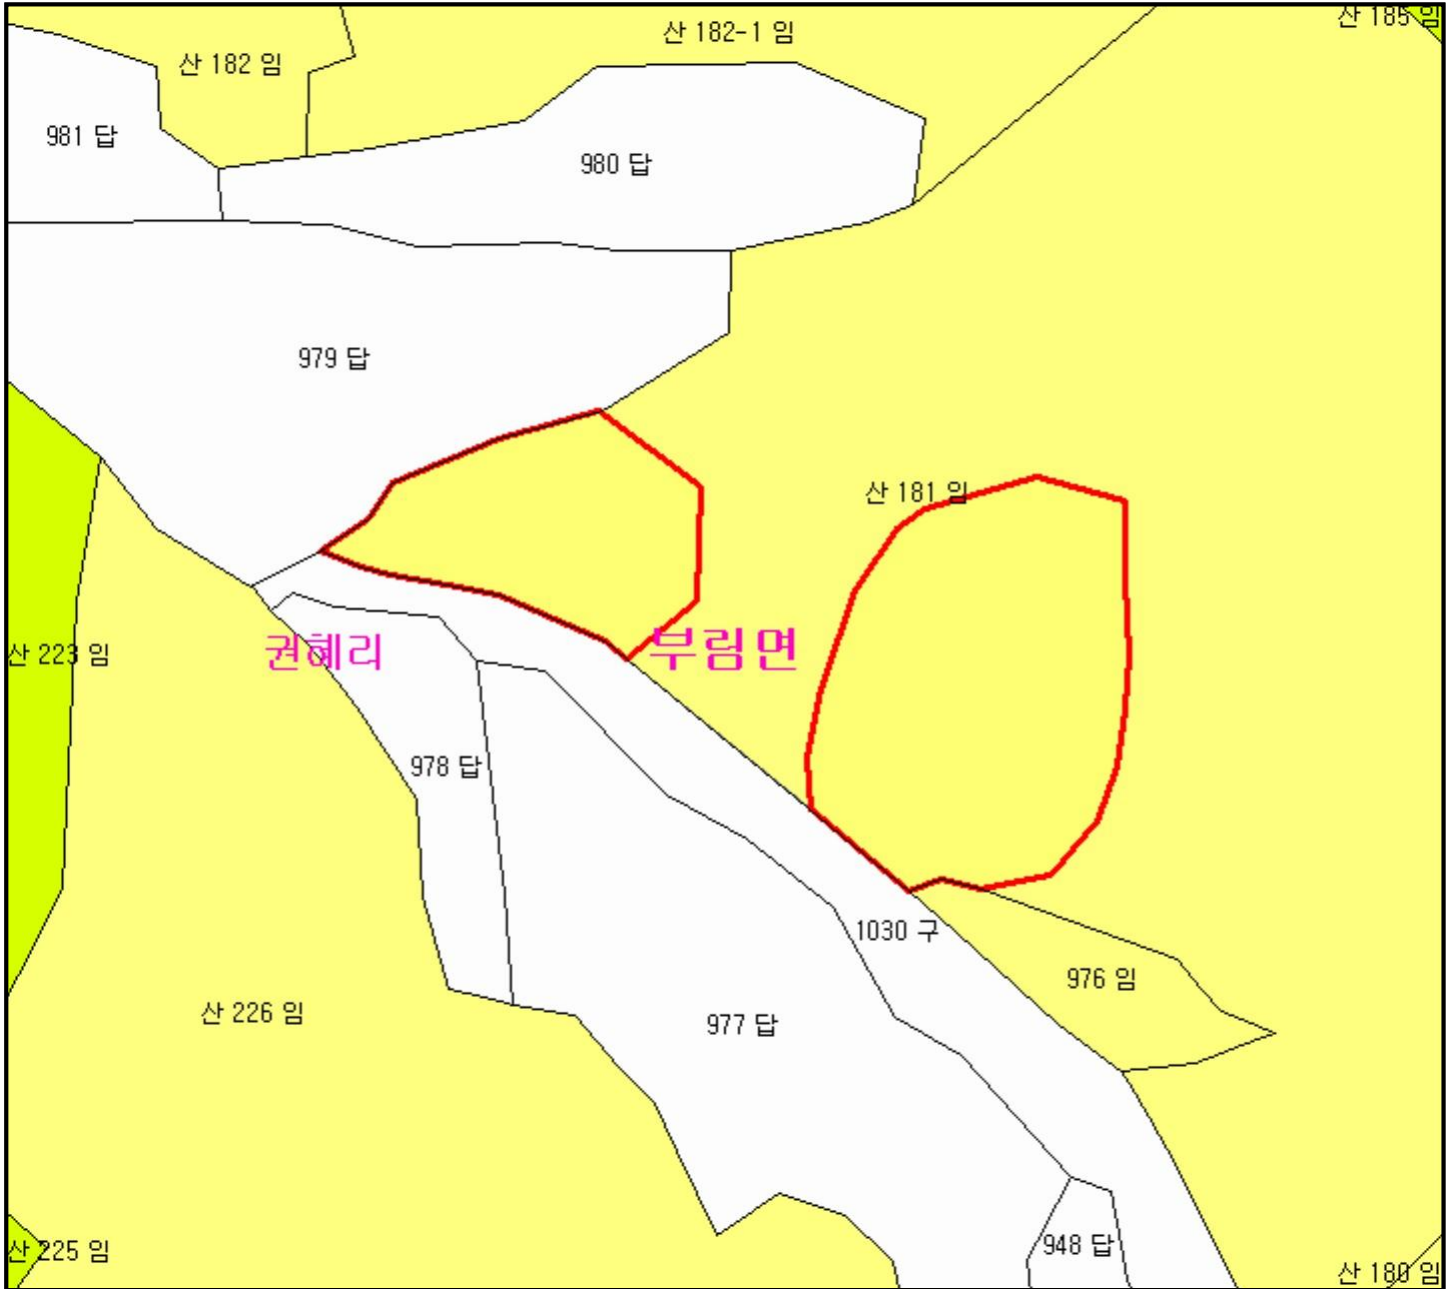 산 185 임
산 182-1 임
산 182 임
981 답
980 답
979 답
산 181 임
권혜리
부림면
산 223 임
978 답
1030 구
976 임
산 226 임
977 답
948 답
산 225 임
산 180 임